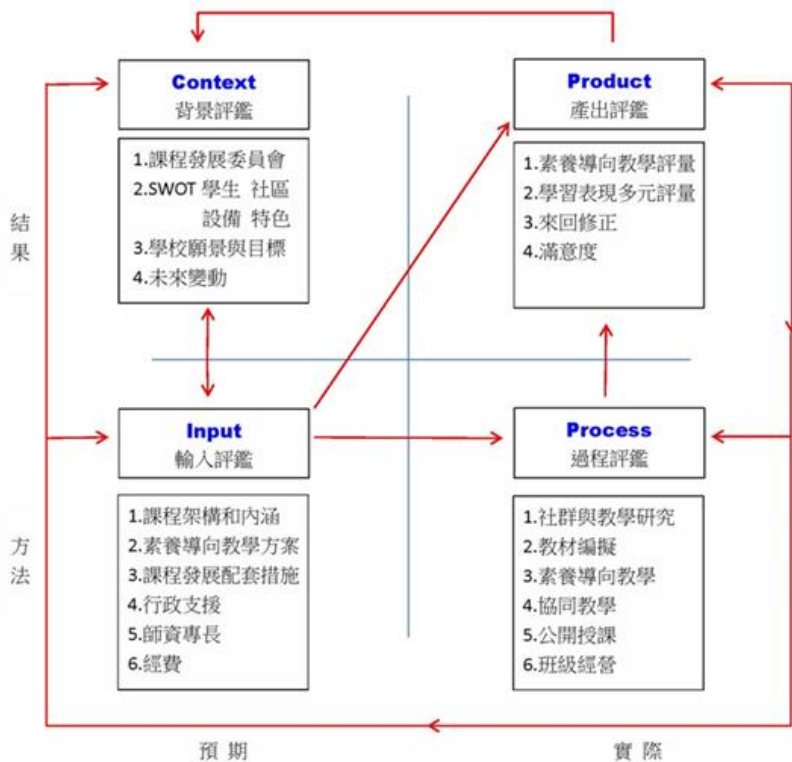 Context
背景評鑑
1.課程發展委員會
2.SWOT 學生 社區
設備 特色
3.學校願景與目標
4.未來變動
Product
產出評鑑
1.素養導向教學評量
2.學習表現多元評量
3.來回修正
4.滿意度
結果
Input
輸入評鑑
1.課程架構和內涵
2.素養導向教學方案
3.課程發展配套措施
4.行政支援
5.師資專長
6.經費
Process
過程評鑑
1.社群與教學研究
2.教材編擬
3.素養導向教學
4.協同教學
5.公開授課
6.班級經營
方法
預期
實際